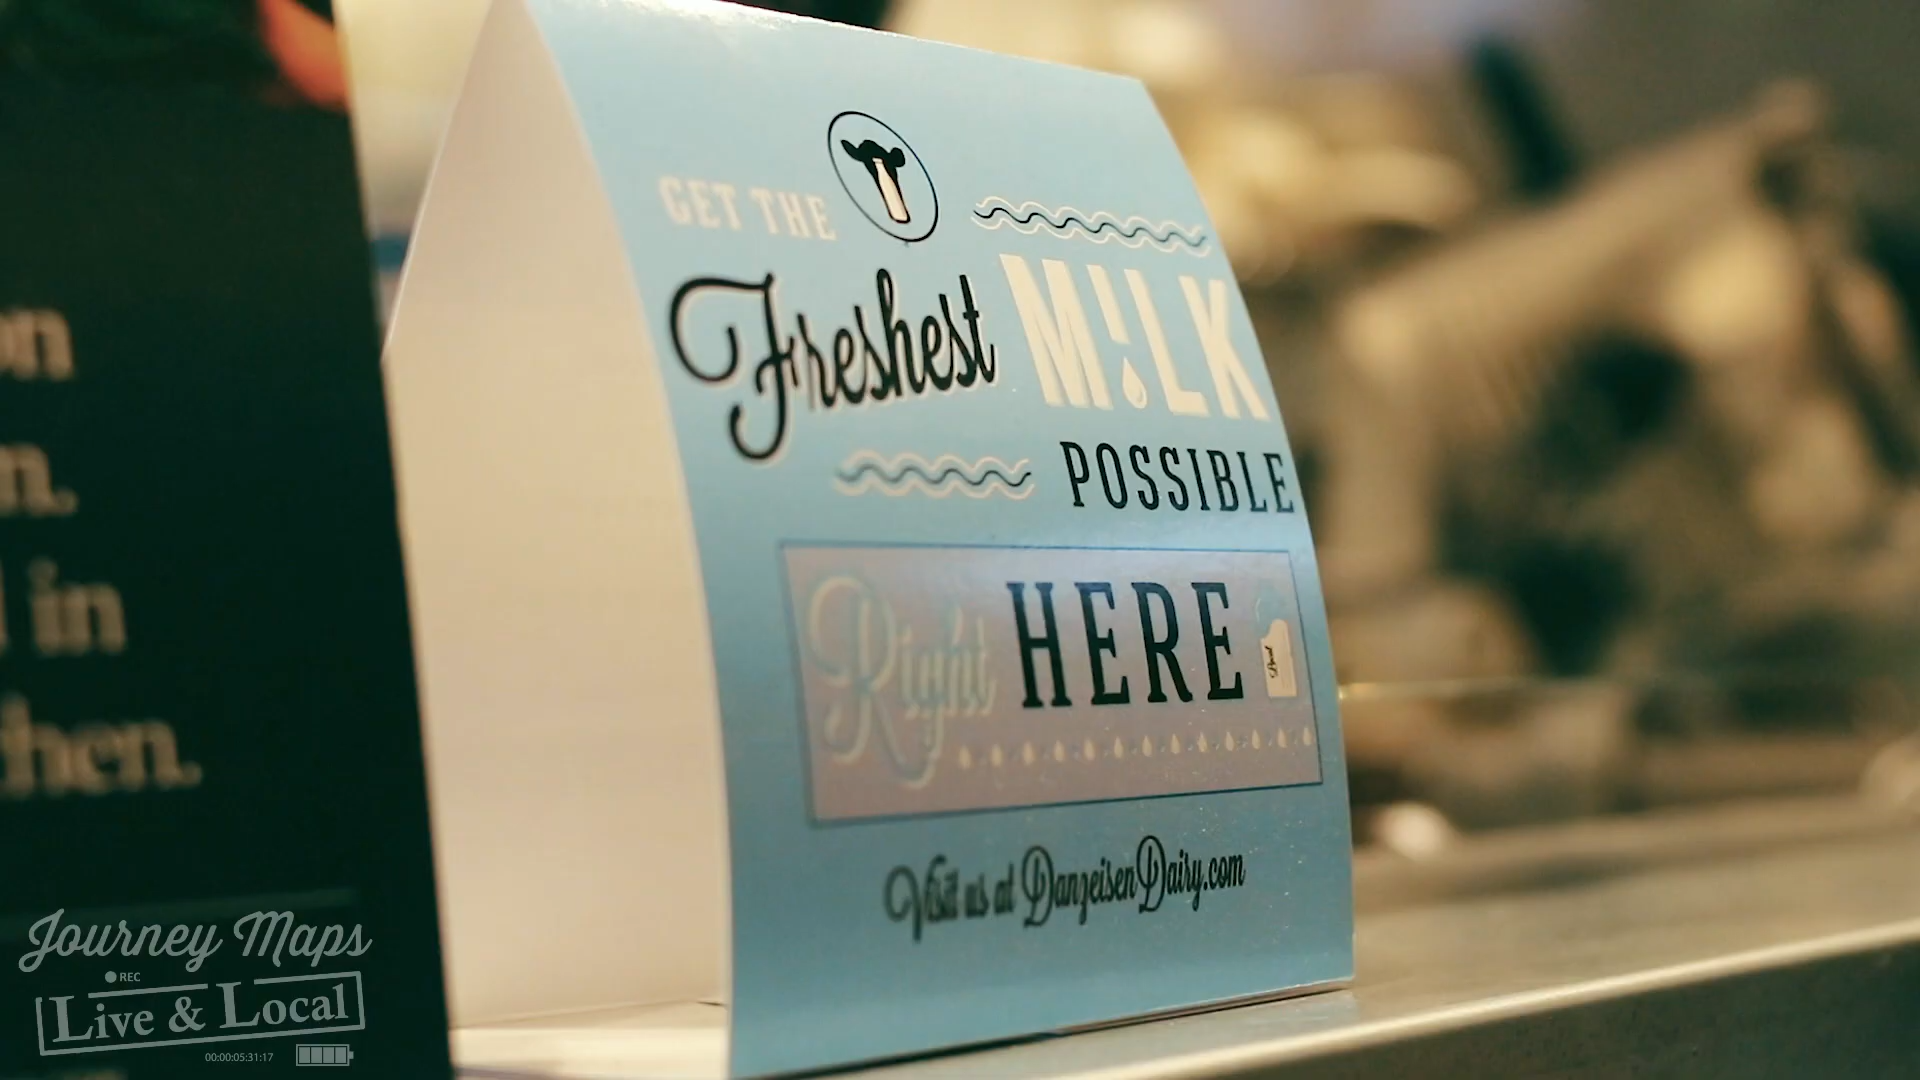 GET THE
Freshest MILK
POSSIBLE
Right HERE
Visit us at DanzeisenDairy.com
on
n.
in
hen.
Journey Maps
REC
Live & Local
00:00:05:31:17